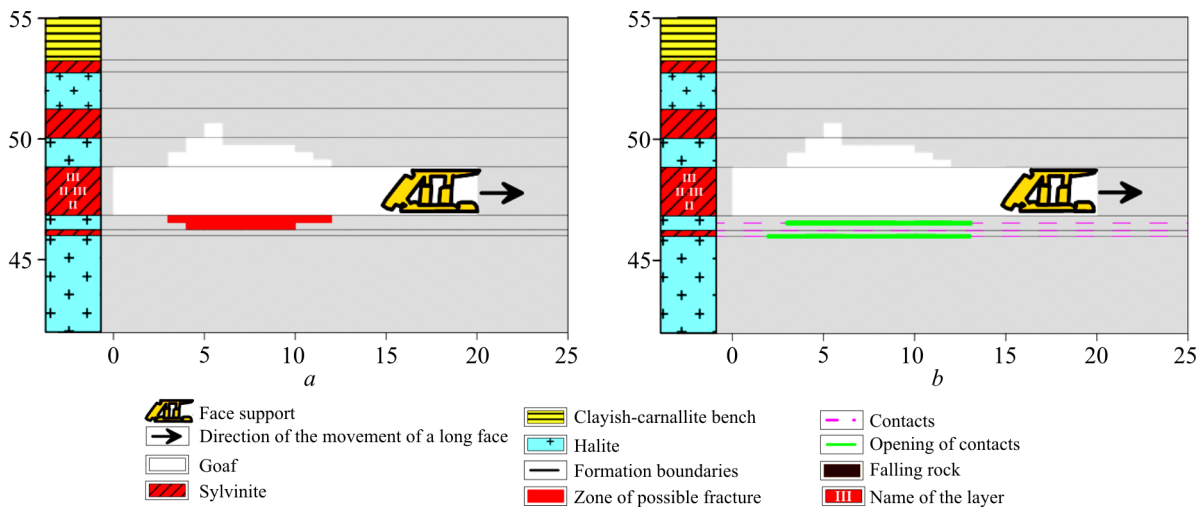 55
50
45
III
II III
II
0 5 10 15 20 25
a
55
50
45
III
II III
II
0 5 10 15 20 25
b
Face support
Direction of the movement of a long face
Goaf
Sylvinite
Clayish-carnallite bench
Halite
Formation boundaries
Zone of possible fracture
Contacts
Opening of contacts
Falling rock
III Name of the layer